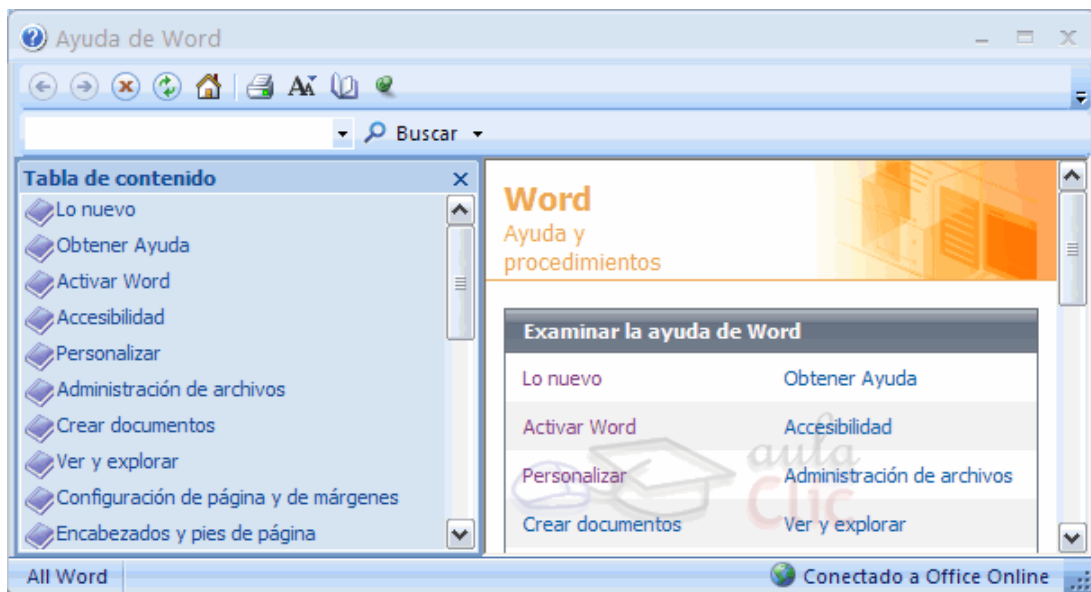 Ayuda de Word
Buscar
Tabla de contenido
Lo nuevo
Obtener Ayuda
Activar Word
Accesibilidad
Personalizar
Administración de archivos
Crear documentos
Ver y explorar
Configuración de página y de márgenes
Encabezados y pies de página
Word
Ayuda y
procedimientos
Examinar la ayuda de Word
Lo nuevo Obtener Ayuda
Activar Word Accesibilidad
Personalizar Administración de archivos
Crear documentos Ver y explorar
aula
Clic
All Word Conectado a Office Online